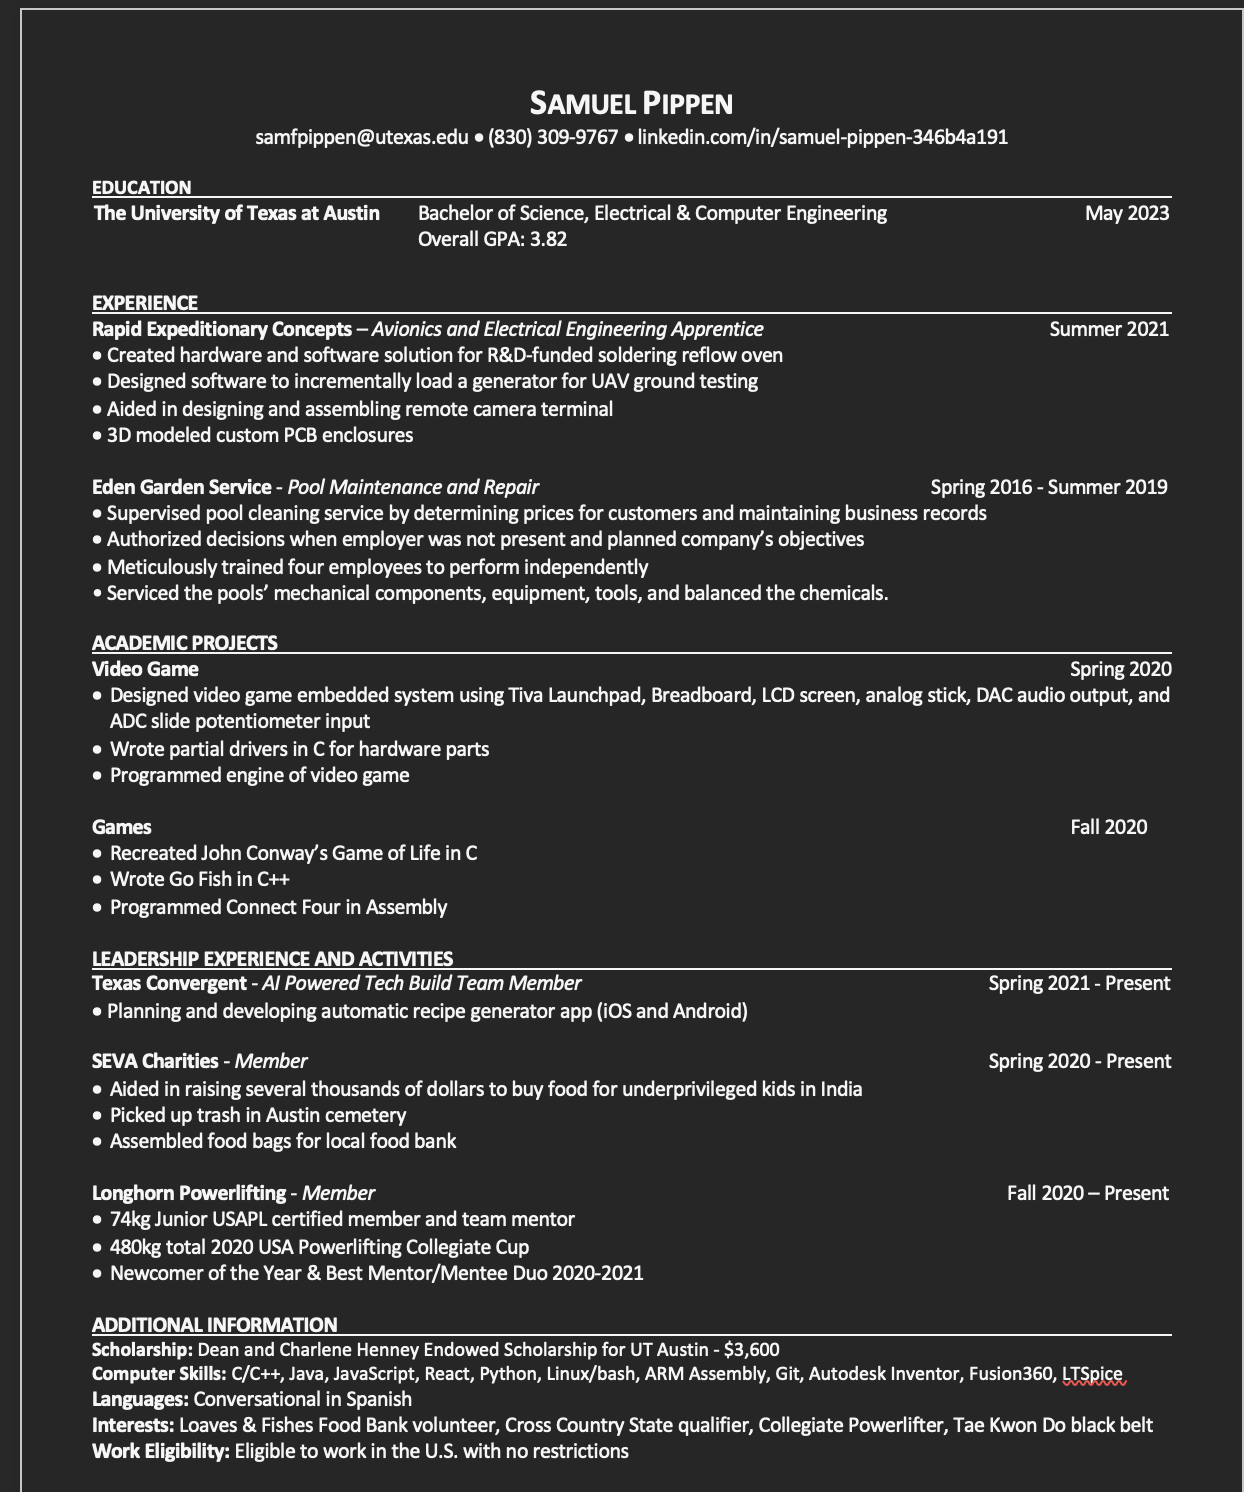 SAMUEL PIPPEN
samfpippen@utexas.edu • (830) 309-9767 • linkedin.com/in/samuel-pippen-346b4a191
EDUCATION
The University of Texas at Austin Bachelor of Science, Electrical & Computer Engineering May 2023
Overall GPA: 3.82
EXPERIENCE
Rapid Expeditionary Concepts – Avionics and Electrical Engineering Apprentice Summer 2021
• Created hardware and software solution for R&D-funded soldering reflow oven
• Designed software to incrementally load a generator for UAV ground testing
• Aided in designing and assembling remote camera terminal
• 3D modeled custom PCB enclosures
Eden Garden Service - Pool Maintenance and Repair Spring 2016 - Summer 2019
• Supervised pool cleaning service by determining prices for customers and maintaining business records
• Authorized decisions when employer was not present and planned company’s objectives
• Meticulously trained four employees to perform independently
• Serviced the pools’ mechanical components, equipment, tools, and balanced the chemicals.
ACADEMIC PROJECTS
Video Game Spring 2020
• Designed video game embedded system using Tiva Launchpad, Breadboard, LCD screen, analog stick, DAC audio output, and
ADC slide potentiometer input
• Wrote partial drivers in C for hardware parts
• Programmed engine of video game
Games Fall 2020
• Recreated John Conway’s Game of Life in C
• Wrote Go Fish in C++
• Programmed Connect Four in Assembly
LEADERSHIP EXPERIENCE AND ACTIVITIES
Texas Convergent - AI Powered Tech Build Team Member Spring 2021 - Present
• Planning and developing automatic recipe generator app (iOS and Android)
SEVA Charities - Member Spring 2020 - Present
• Aided in raising several thousands of dollars to buy food for underprivileged kids in India
• Picked up trash in Austin cemetery
• Assembled food bags for local food bank
Longhorn Powerlifting - Member Fall 2020 – Present
• 74kg Junior USAPL certified member and team mentor
• 480kg total 2020 USA Powerlifting Collegiate Cup
• Newcomer of the Year & Best Mentor/Mentee Duo 2020-2021
ADDITIONAL INFORMATION
Scholarship: Dean and Charlene Henney Endowed Scholarship for UT Austin - $3,600
Computer Skills: C/C++, Java, JavaScript, React, Python, Linux/bash, ARM Assembly, Git, Autodesk Inventor, Fusion360, LTSpice
Languages: Conversational in Spanish
Interests: Loaves & Fishes Food Bank volunteer, Cross Country State qualifier, Collegiate Powerlifter, Tae Kwon Do black belt
Work Eligibility: Eligible to work in the U.S. with no restrictions